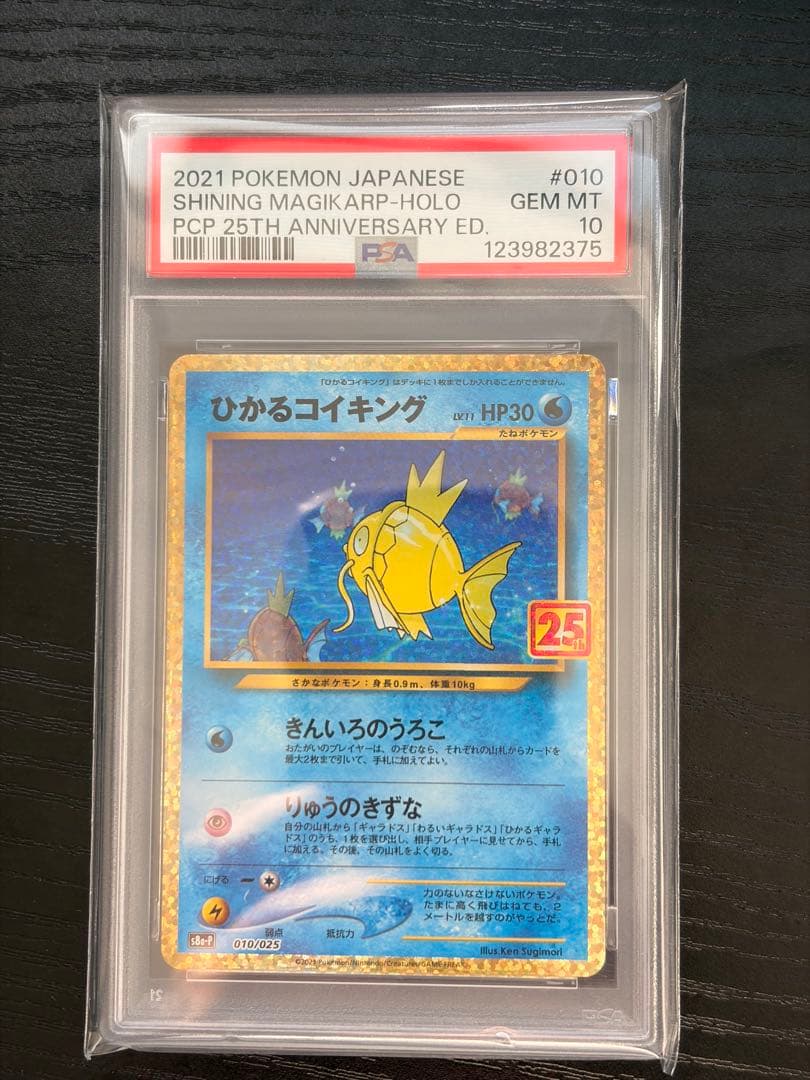 2021 POKEMON JAPANESE #010
SHINING MAGIKARP-HOLO GEM MT
PCP 25TH ANNIVERSARY ED. 10
PSA 123982375
「ひかるコイキング」はデッキに1枚までしか入れることができません。
ひかるコイキング LV.11 HP30
たねポケモン
25th
さかなポケモン：身長0.9m、体重10kg
きんいろのうろこ
おたがいのプレイヤーは、のぞむなら、それぞれの山札からカードを
最大2枚まで引いて、手札に加えてよい。
りゅうのきずな
自分の山札から「ギャラドス」「わるいギャラドス」「ひかるギャラ
ドス」のうち、1枚を選び出し、相手プレイヤーに見せてから、手札
に加える。その後、その山札をよく切る。
にげる
力のないなさけないポケモン。
たまに高く飛びはねても、2
メートルを越すのがやっとだ。
弱点 抵抗力
s8a-P 010/025
Illus.Ken Sugimori
©2021 Pokémon/Nintendo/Creatures/GAME FREAK